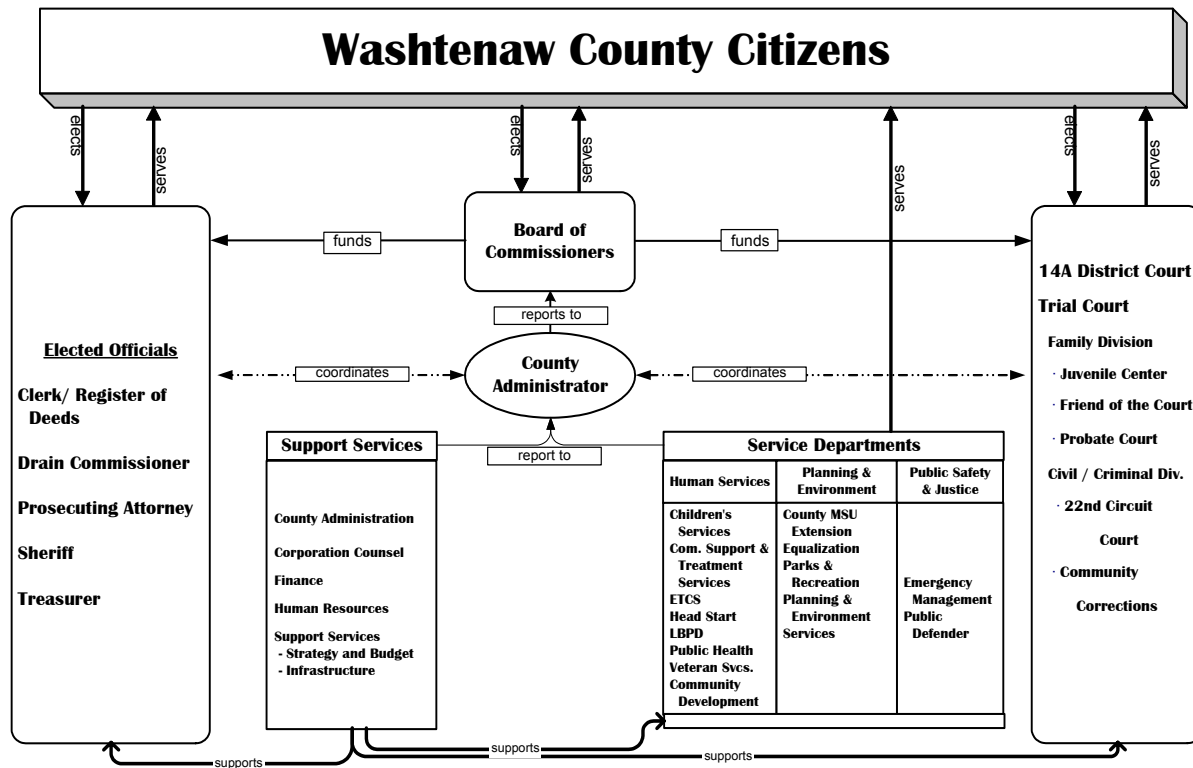 Washtenaw County Citizens
elects
serves
elects
serves
serves
elects
serves
Board of
Commissioners
funds
funds
reports to
County
Administrator
coordinates
coordinates
report to
Elected Officials
Clerk/ Register of
Deeds
Drain Commissioner
Prosecuting Attorney
Sheriff
Treasurer
Support Services
County Administration
Corporation Counsel
Finance
Human Resources
Support Services
- Strategy and Budget
- Infrastructure
Service Departments
Human Services
Children's
Services
Com. Support &
Treatment
Services
ETCS
Head Start
LBPD
Public Health
Veteran Svcs.
Community
Development
Planning &
Environment
County MSU
Extension
Equalization
Parks &
Recreation
Planning &
Environment
Services
Public Safety
& Justice
Emergency
Management
Public
Defender
14A District Court
Trial Court
Family Division
· Juvenile Center
· Friend of the Court
· Probate Court
Civil / Criminal Div.
· 22nd Circuit
Court
· Community
Corrections
supports
supports
supports